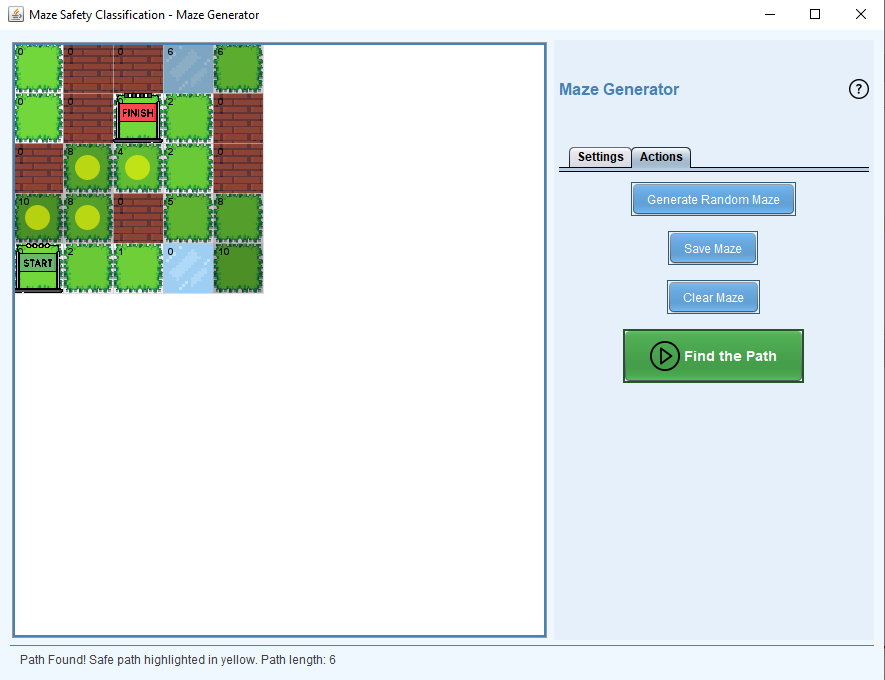 Maze Safety Classification - Maze Generator
0 0 0 6 6
0 0 0 2 0
FINISH
0 8 4 2 0
10 8 0 5 8
0 2 1 0 10
START
Maze Generator
?
Settings Actions
Generate Random Maze
Save Maze
Clear Maze
Find the Path
Path Found! Safe path highlighted in yellow. Path length: 6